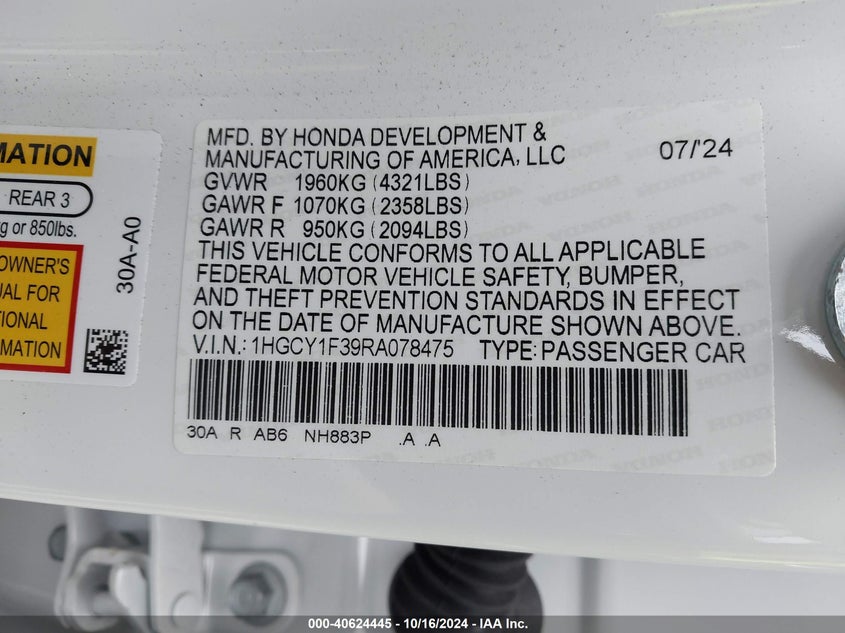 MATION
REAR 3
g or 850lbs.
OWNER'S
UAL FOR
TIONAL
RMATION
30A-A0
MFD. BY HONDA DEVELOPMENT &
MANUFACTURING OF AMERICA, LLC 07/'24
GVWR 1960KG (4321LBS)
GAWR F 1070KG (2358LBS)
GAWR R 950KG (2094LBS)
THIS VEHICLE CONFORMS TO ALL APPLICABLE
FEDERAL MOTOR VEHICLE SAFETY, BUMPER,
AND THEFT PREVENTION STANDARDS IN EFFECT
ON THE DATE OF MANUFACTURE SHOWN ABOVE.
V.I.N.: 1HGCY1F39RA078475 TYPE: PASSENGER CAR
30A R AB6 NH883P .A .A
000-40624445 - 10/16/2024 - IAA Inc.